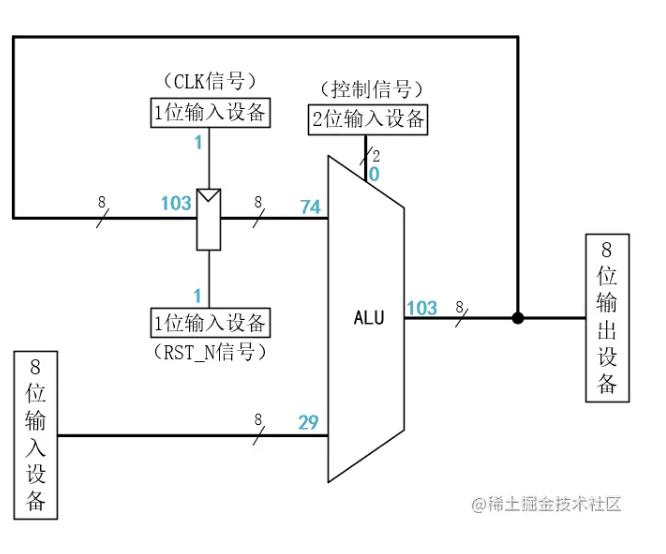 (CLK信号)
1位输入设备
1
(控制信号)
2位输入设备
2
0
8
103
8
74
1
1位输入设备
(RST_N信号)
ALU
103
8
8位输出设备
8位输入设备
8
29
@稀土掘金技术社区